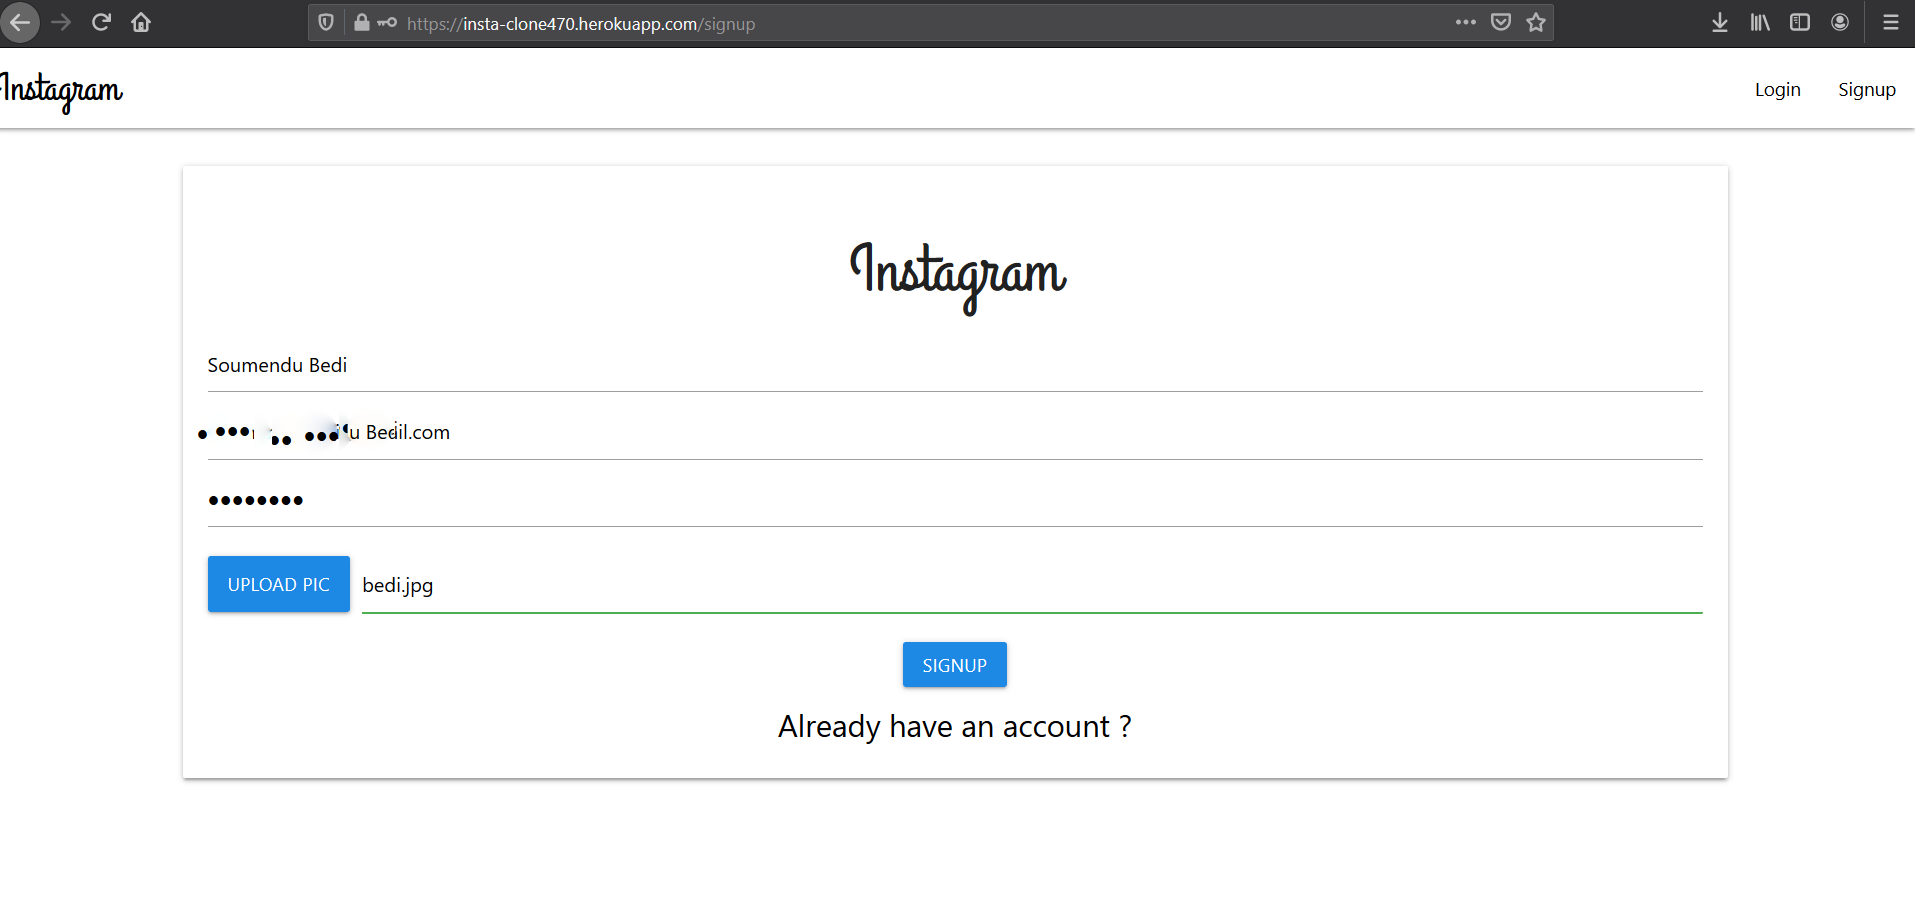 https://insta-clone470.herokuapp.com/signup
Instagram
Login
Signup
Instagram
Soumendu Bedi
u Bedil.com
••••••••
UPLOAD PIC
bedi.jpg
SIGNUP
Already have an account ?